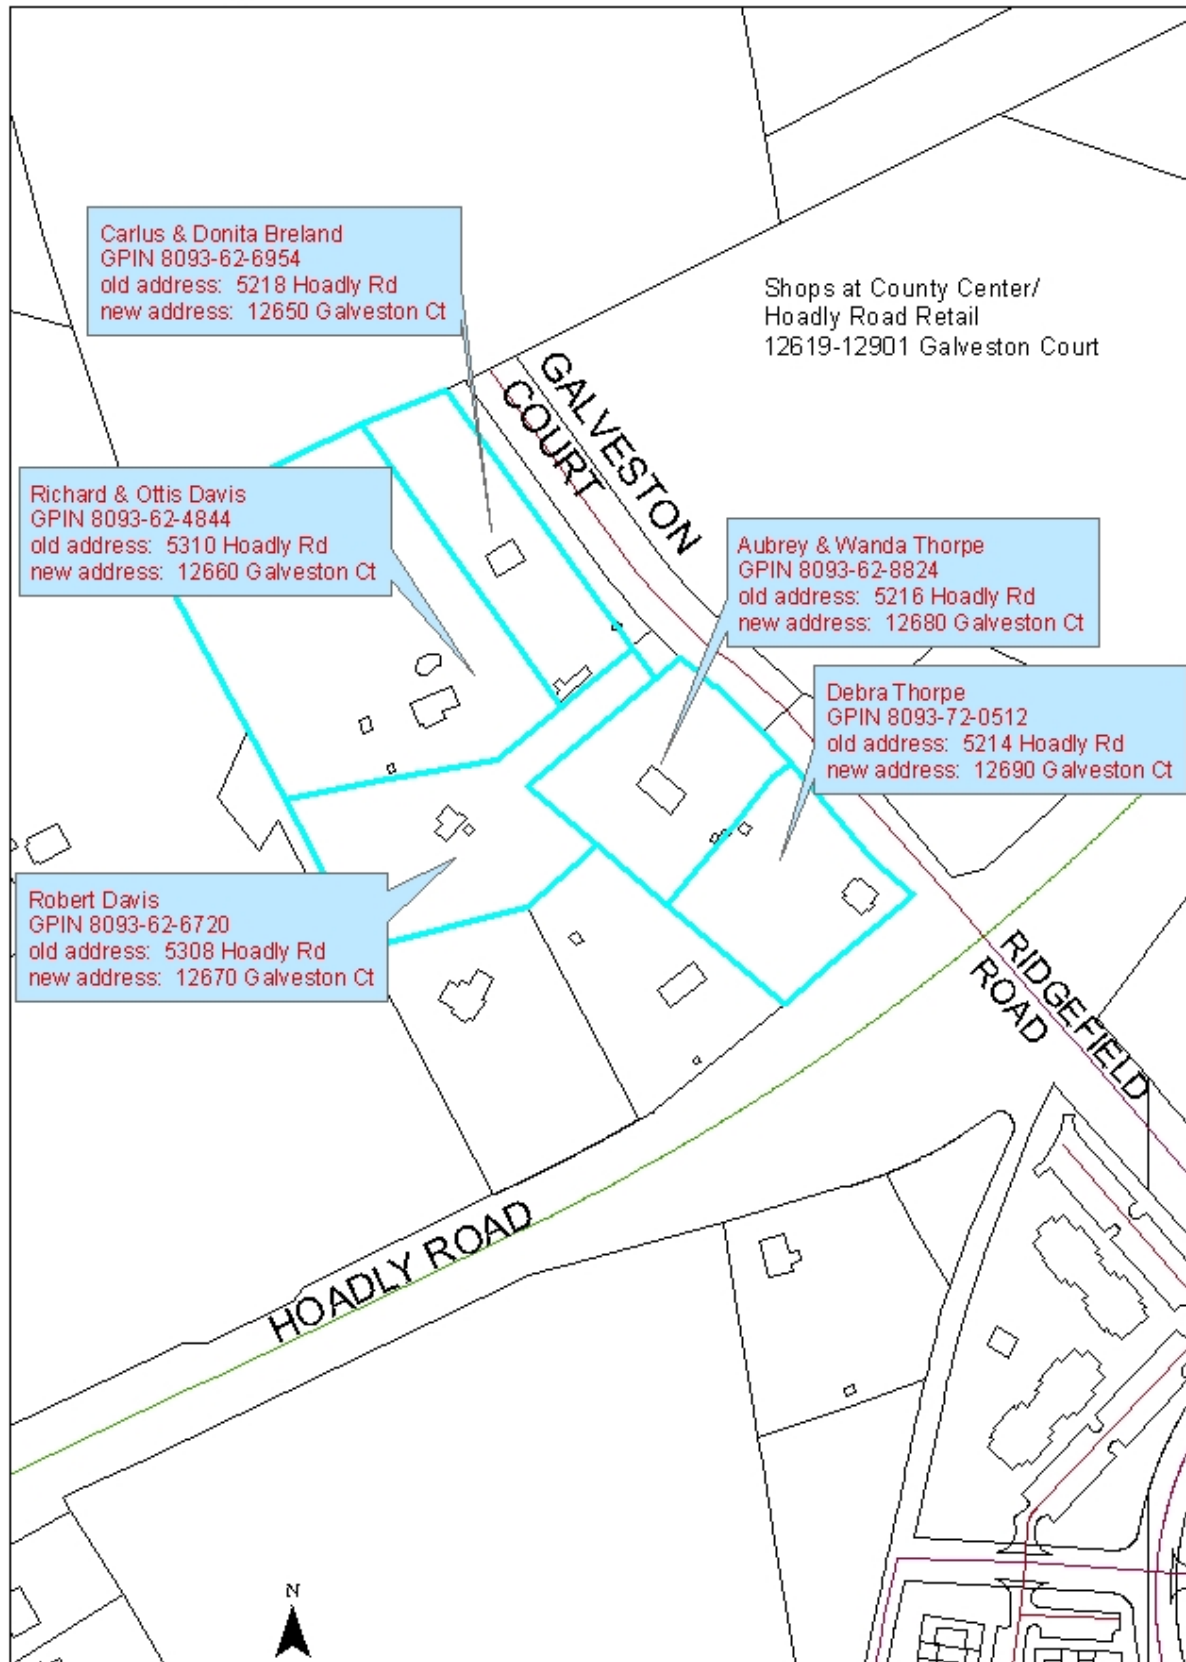 Carlus & Donita Breland
GPIN 8093-62-6954
old address: 5218 Hoadly Rd
new address: 12650 Galveston Ct
Shops at County Center/
Hoadly Road Retail
12619-12901 Galveston Court
GALVESTON
COURT
Richard & Ottis Davis
GPIN 8093-62-4844
old address: 5310 Hoadly Rd
new address: 12660 Galveston Ct
Aubrey & Wanda Thorpe
GPIN 8093-62-8824
old address: 5216 Hoadly Rd
new address: 12680 Galveston Ct
Debra Thorpe
GPIN 8093-72-0512
old address: 5214 Hoadly Rd
new address: 12690 Galveston Ct
Robert Davis
GPIN 8093-62-6720
old address: 5308 Hoadly Rd
new address: 12670 Galveston Ct
RIDGEFIELD
ROAD
HOADLY ROAD
N